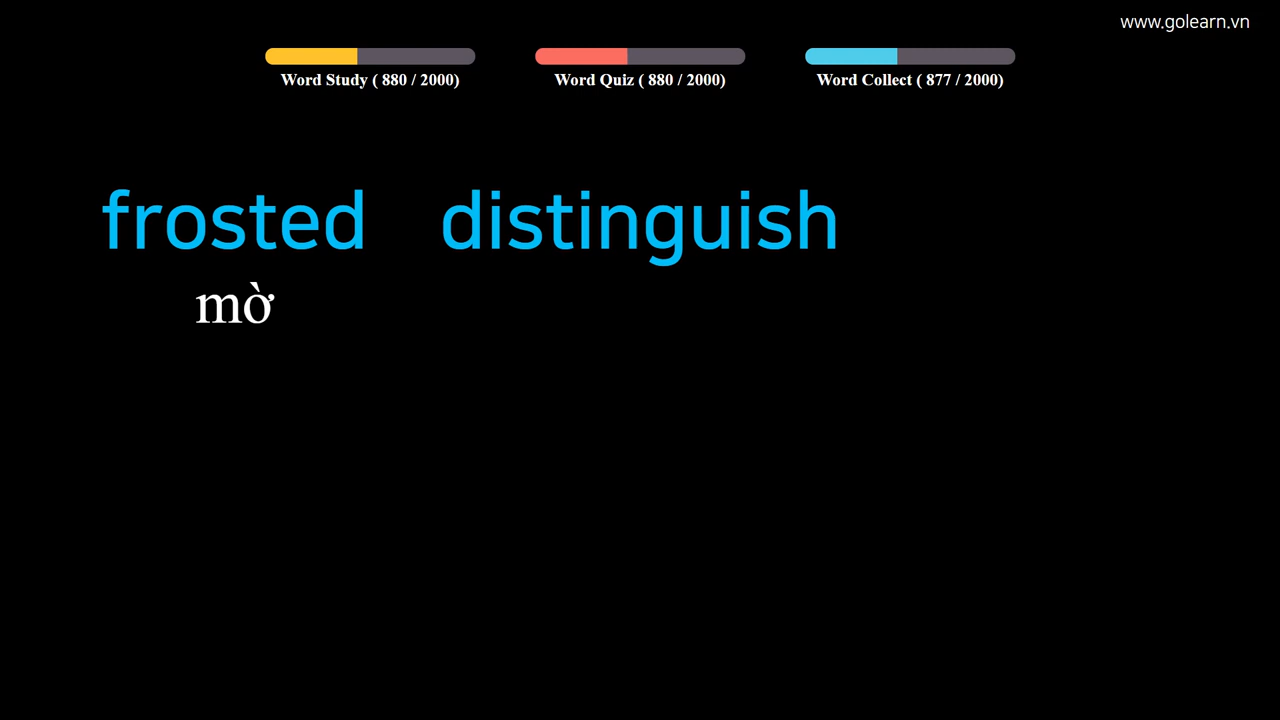 www.golearn.vn
Word Study ( 880 / 2000)
Word Quiz ( 880 / 2000)
Word Collect ( 877 / 2000)
frosted distinguish
mờ